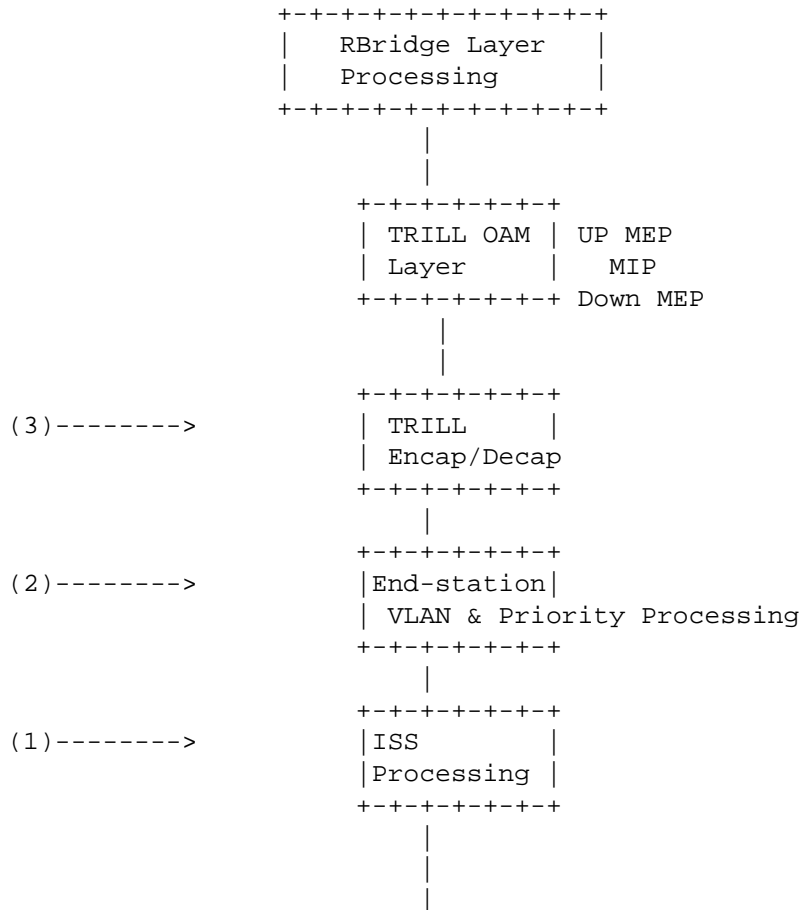 +-+-+-+-+-+-+-+-+-+-+
|    RBridge Layer    |
|    Processing       |
+-+-+-+-+-+-+-+-+-+-+
|
|
+-+-+-+-+-+-+
| TRILL OAM | UP MEP
| Layer     |   MIP
+-+-+-+-+-+-+ Down MEP
|
|
+-+-+-+-+-+-+
(3)--------> | TRILL     |
| Encap/Decap
+-+-+-+-+-+-+
|
+-+-+-+-+-+-+
(2)--------> |End-station|
| VLAN & Priority Processing
+-+-+-+-+-+-+
|
+-+-+-+-+-+-+
(1)--------> |ISS        |
|Processing |
+-+-+-+-+-+-+
|
|
|